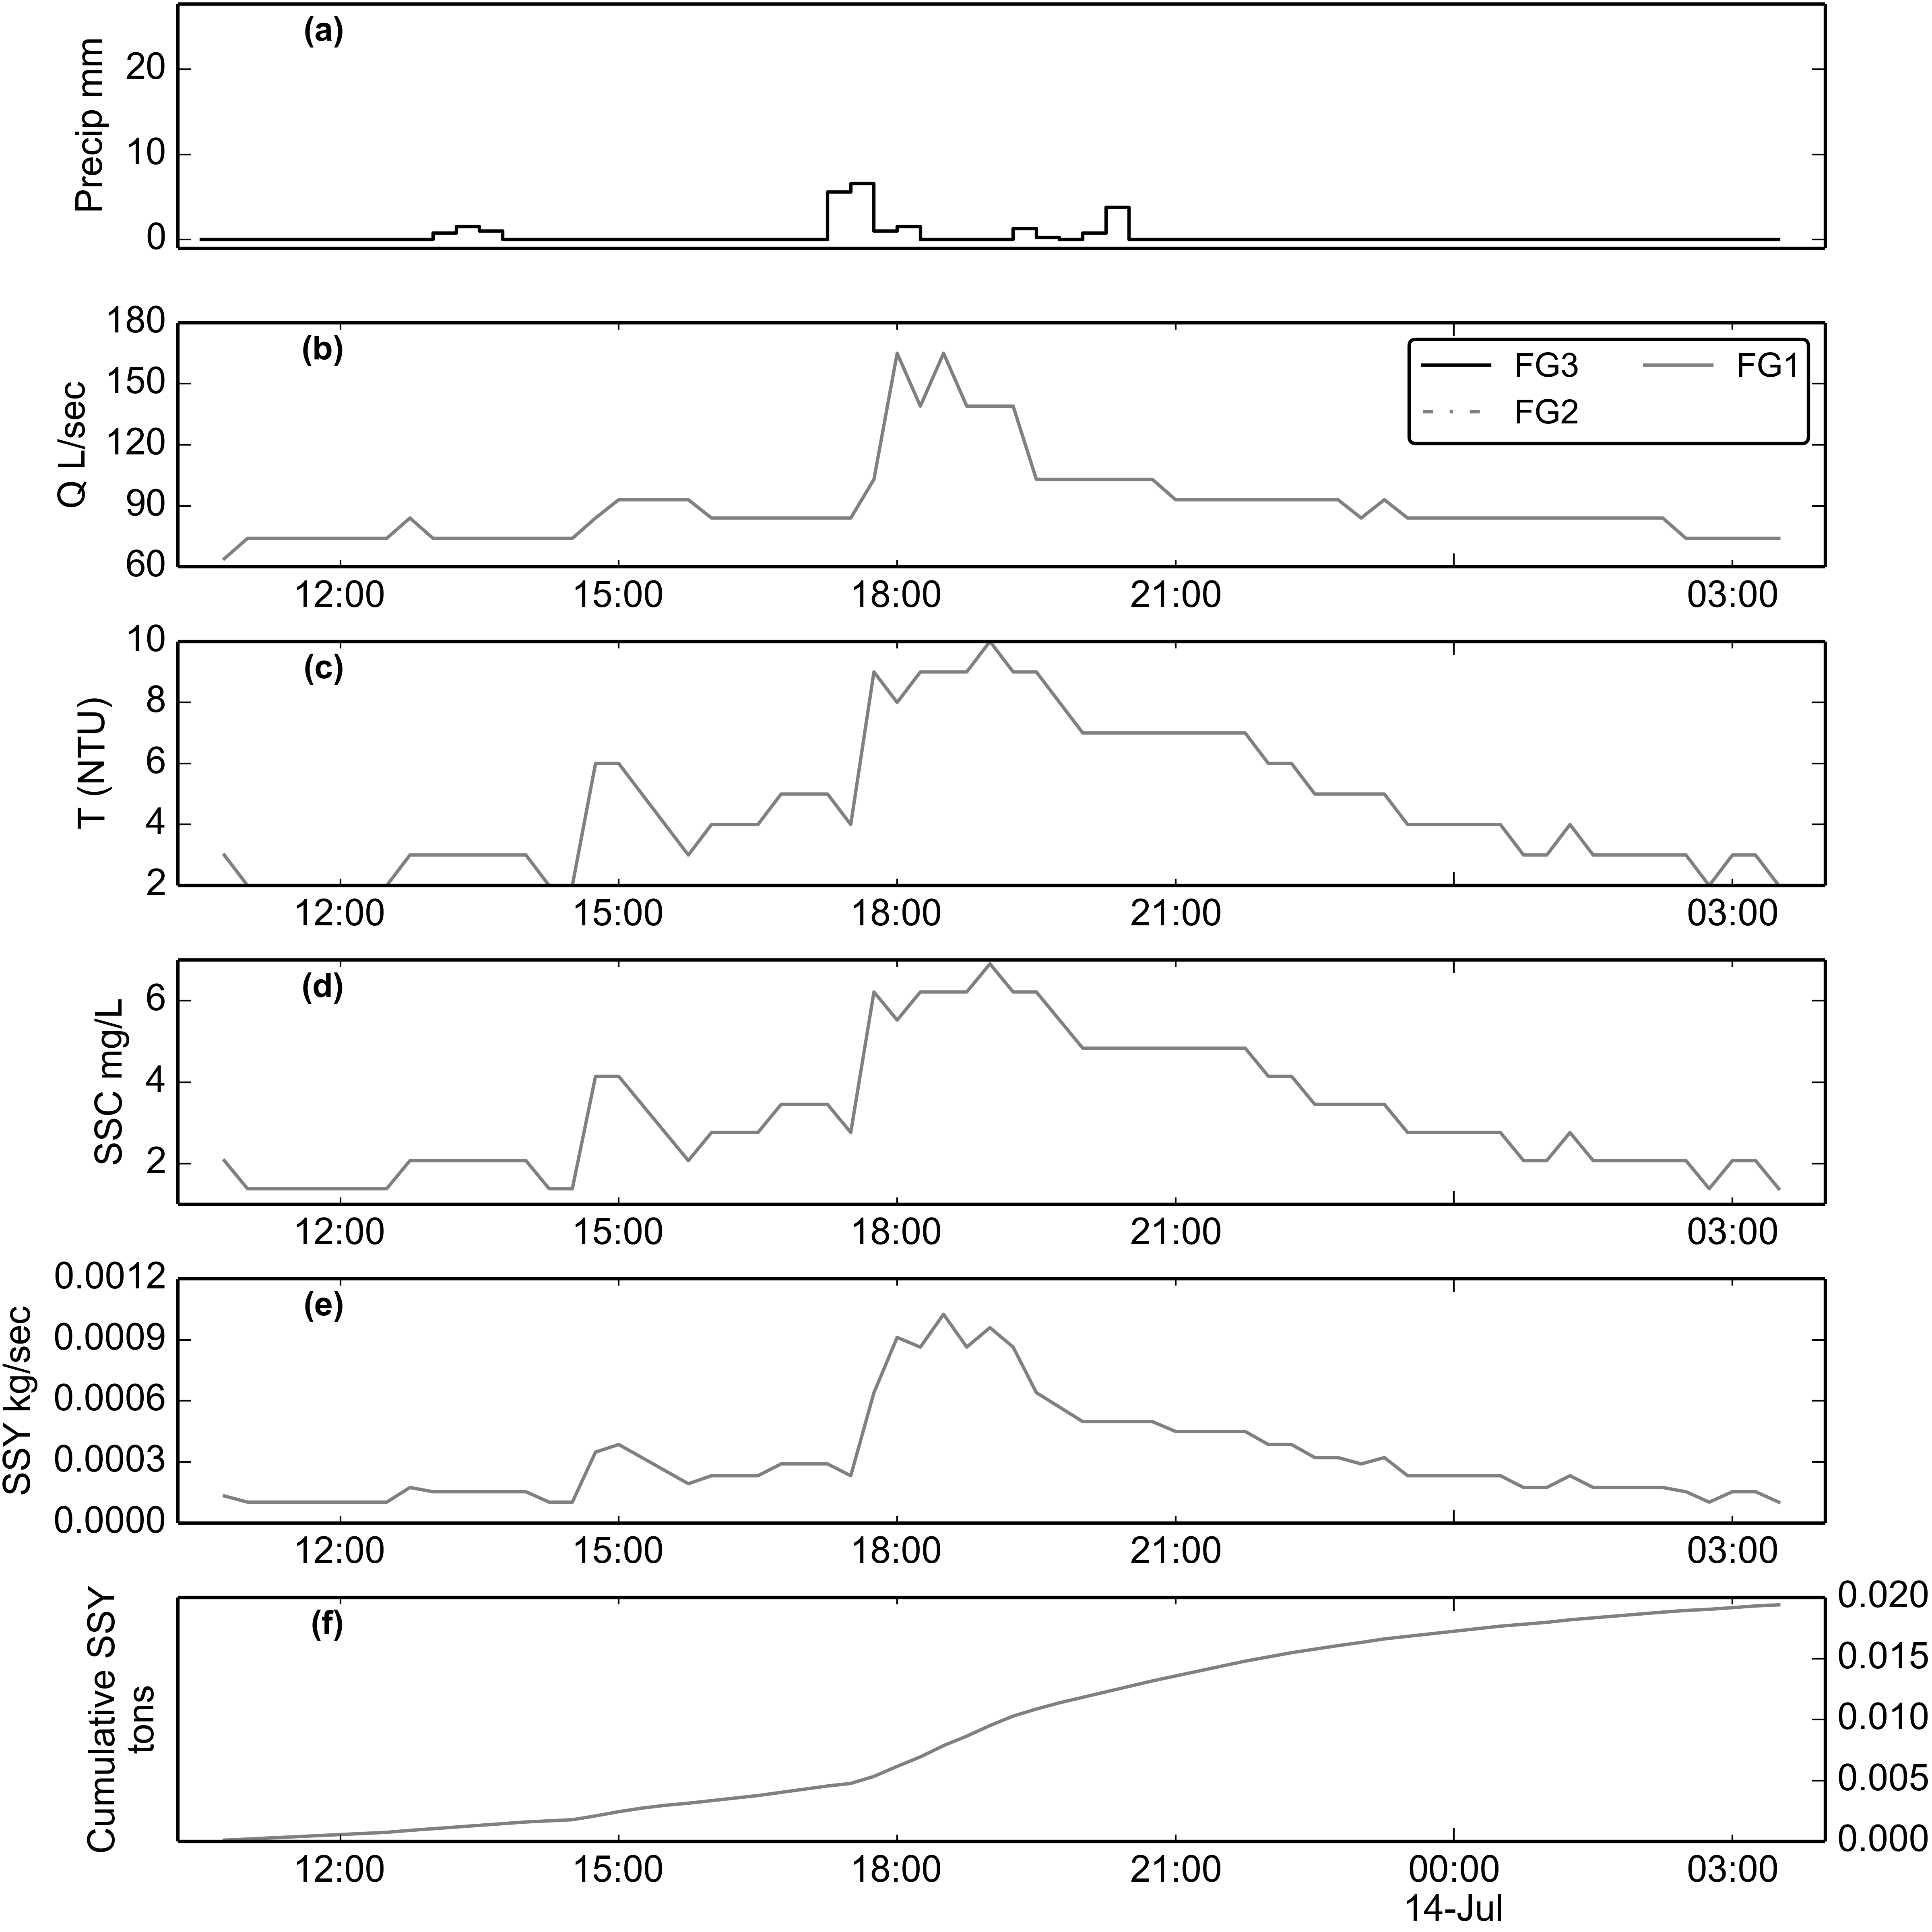 (a)
Precip mm
20
10
0
(b)
Q L/sec
180
150
120
90
60
FG3 FG1
FG2
12:00 15:00 18:00 21:00 03:00
(c)
T (NTU)
10
8
6
4
2
12:00 15:00 18:00 21:00 03:00
(d)
SSC mg/L
6
4
2
12:00 15:00 18:00 21:00 03:00
(e)
SSY kg/sec
0.0012
0.0009
0.0006
0.0003
0.0000
12:00 15:00 18:00 21:00 03:00
(f)
Cumulative SSY
tons
0.020
0.015
0.010
0.005
0.000
12:00 15:00 18:00 21:00 00:00 03:00
14-Jul